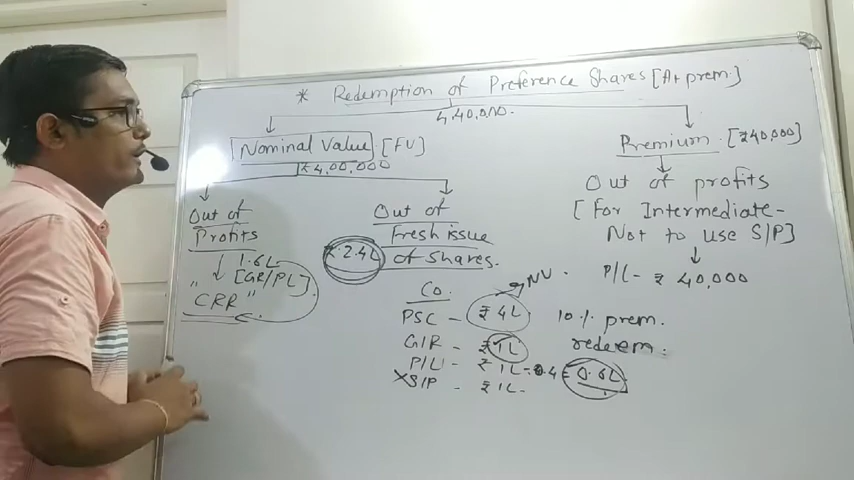 * Redemption of Preference Shares [At prem.]
4,40,000.
Nominal Value [FV]
₹4,00,000
Premium. [₹40,000]
Out of
Profits
1.6L
" [GR/PL]
CRR "
Out of
Fresh issue
of Shares.
₹ 2.4L
Out of profits
[for Intermediate-
Not to use S/P]
P/L- ₹ 40,000
Co.
NV.
PSC - ₹4L 10% prem.
G/R - ₹1L redeem.
P/L - ₹1L - 0.4 = 0.6L
XS/P - ₹1L-